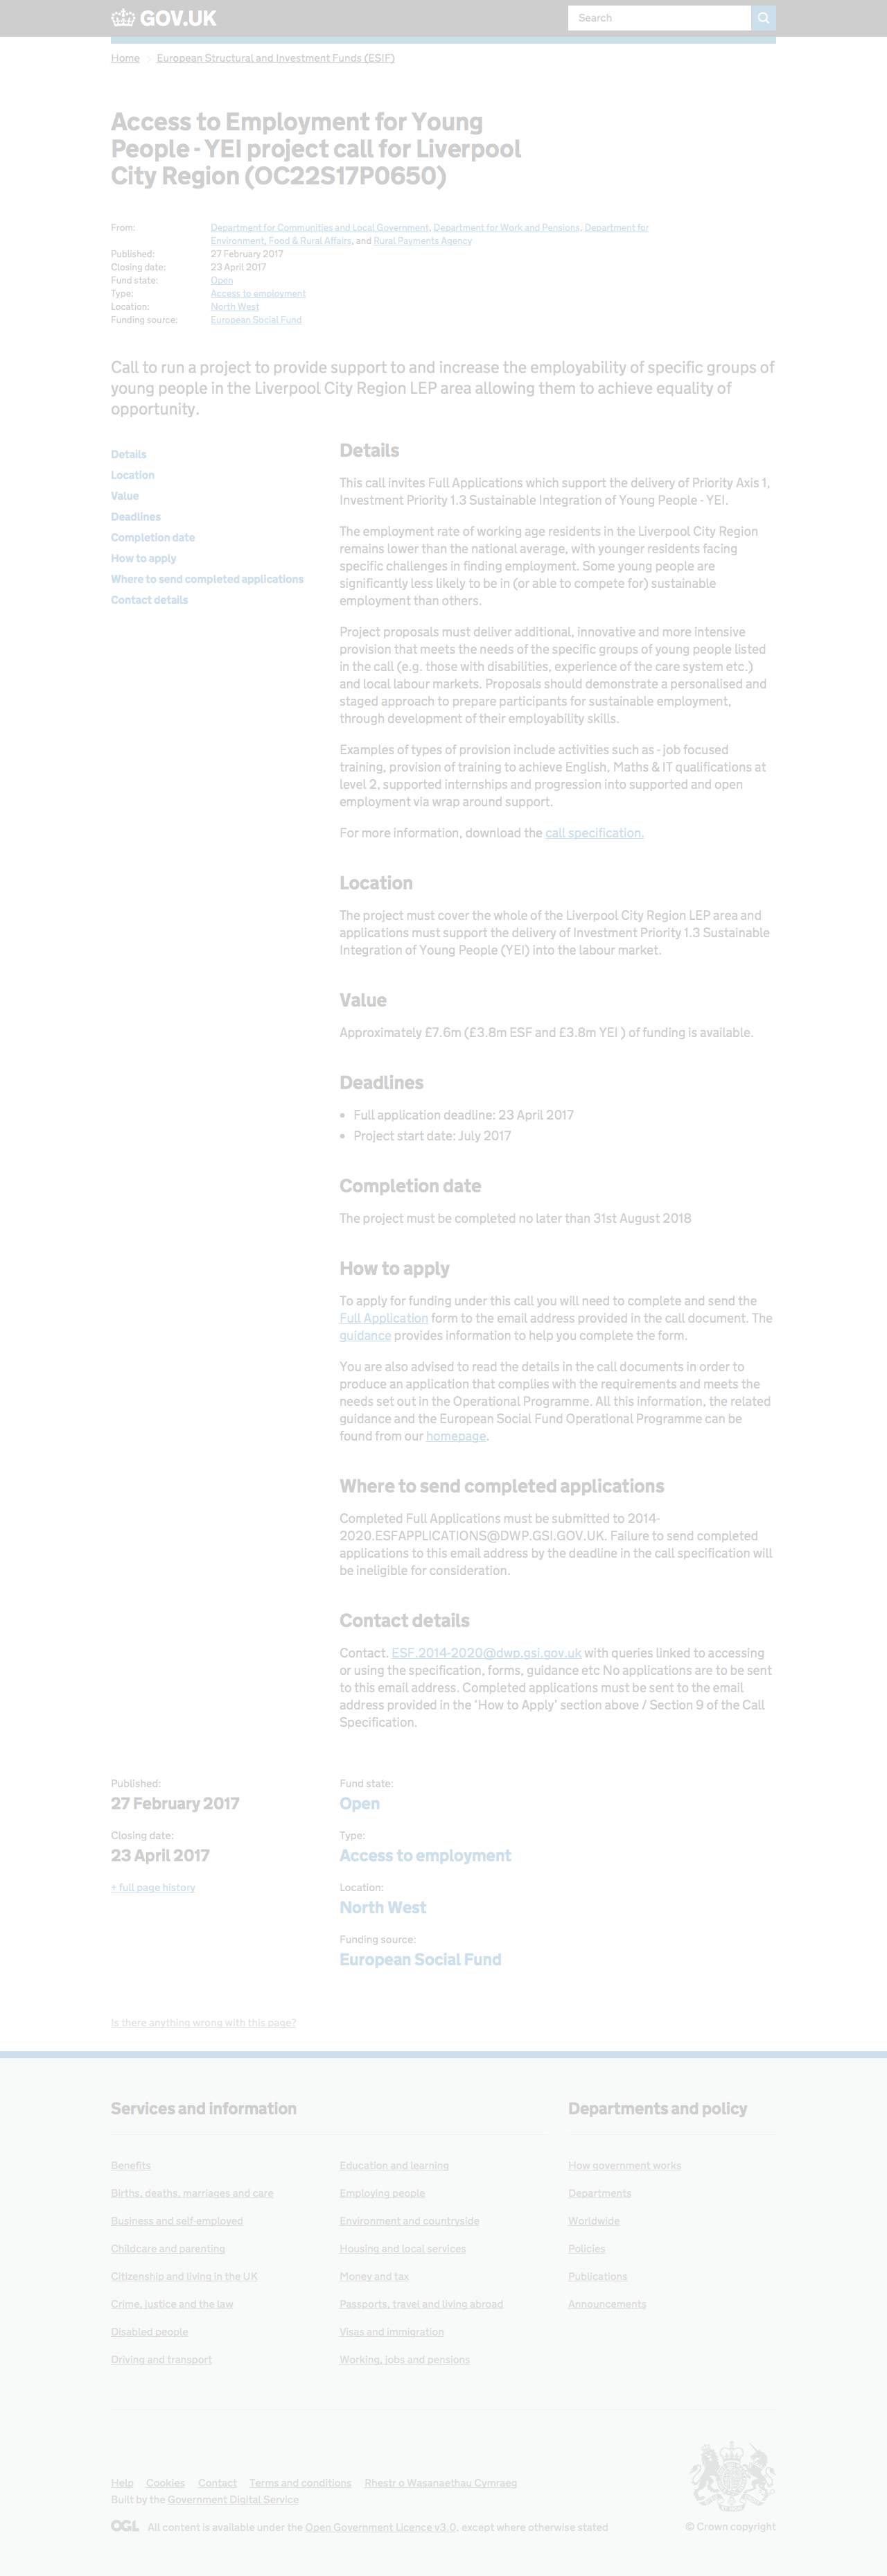 GOV.UK
Search
Home
European Structural and Investment Funds (ESIF)
Access to Employment for Young
People - YEI project call for Liverpool
City Region (OC22S17P0650)
From: Department for Communities and Local Government, Department for Work and Pensions, Department for
Environment, Food & Rural Affairs, and Rural Payments Agency
Published: 27 February 2017
Closing date: 23 April 2017
Fund state: Open
Type: Access to employment
Location: North West
Funding source: European Social Fund
Call to run a project to provide support to and increase the employability of specific groups of
young people in the Liverpool City Region LEP area allowing them to achieve equality of
opportunity.
Details
Location
Value
Deadlines
Completion date
How to apply
Where to send completed applications
Contact details
Details
This call invites Full Applications which support the delivery of Priority Axis 1,
Investment Priority 1.3 Sustainable Integration of Young People - YEI.
The employment rate of working age residents in the Liverpool City Region
remains lower than the national average, with younger residents facing
specific challenges in finding employment. Some young people are
significantly less likely to be in (or able to compete for) sustainable
employment than others.
Project proposals must deliver additional, innovative and more intensive
provision that meets the needs of the specific groups of young people listed
in the call (e.g. those with disabilities, experience of the care system etc.)
and local labour markets. Proposals should demonstrate a personalised and
staged approach to prepare participants for sustainable employment,
through development of their employability skills.
Examples of types of provision include activities such as - job focused
training, provision of training to achieve English, Maths & IT qualifications at
level 2, supported internships and progression into supported and open
employment via wrap around support.
For more information, download the call specification.
Location
The project must cover the whole of the Liverpool City Region LEP area and
applications must support the delivery of Investment Priority 1.3 Sustainable
Integration of Young People (YEI) into the labour market.
Value
Approximately £7.6m (£3.8m ESF and £3.8m YEI ) of funding is available.
Deadlines
• Full application deadline: 23 April 2017
• Project start date: July 2017
Completion date
The project must be completed no later than 31st August 2018
How to apply
To apply for funding under this call you will need to complete and send the
Full Application form to the email address provided in the call document. The
guidance provides information to help you complete the form.
You are also advised to read the details in the call documents in order to
produce an application that complies with the requirements and meets the
needs set out in the Operational Programme. All this information, the related
guidance and the European Social Fund Operational Programme can be
found from our homepage.
Where to send completed applications
Completed Full Applications must be submitted to 2014-
2020.ESFAPPLICATIONS@DWP.GSI.GOV.UK. Failure to send completed
applications to this email address by the deadline in the call specification will
be ineligible for consideration.
Contact details
Contact. ESF.2014-2020@dwp.gsi.gov.uk with queries linked to accessing
or using the specification, forms, guidance etc No applications are to be sent
to this email address. Completed applications must be sent to the email
address provided in the ‘How to Apply’ section above / Section 9 of the Call
Specification.
Published:
27 February 2017
Closing date:
23 April 2017
+ full page history
Fund state:
Open
Type:
Access to employment
Location:
North West
Funding source:
European Social Fund
Is there anything wrong with this page?
Services and information
Benefits
Births, deaths, marriages and care
Business and self-employed
Childcare and parenting
Citizenship and living in the UK
Crime, justice and the law
Disabled people
Driving and transport
Education and learning
Employing people
Environment and countryside
Housing and local services
Money and tax
Passports, travel and living abroad
Visas and immigration
Working, jobs and pensions
Departments and policy
How government works
Departments
Worldwide
Policies
Publications
Announcements
Help Cookies Contact Terms and conditions Rhestr o Wasanaethau Cymraeg
Built by the Government Digital Service
OGL All content is available under the Open Government Licence v3.0, except where otherwise stated
© Crown copyright